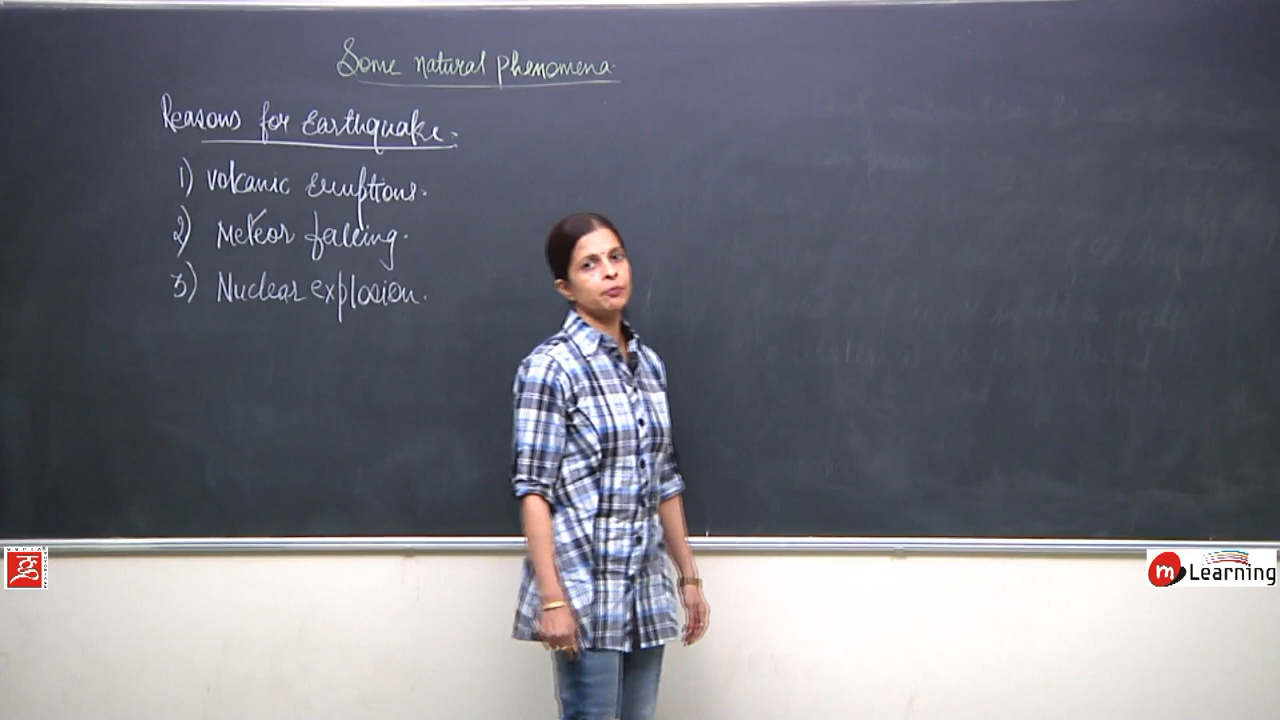 Some natural phenomena.
Reasons for Earthquake.
1) Volcanic Eruptions.
2) Meteor falling.
3) Nuclear explosion.
m Learning